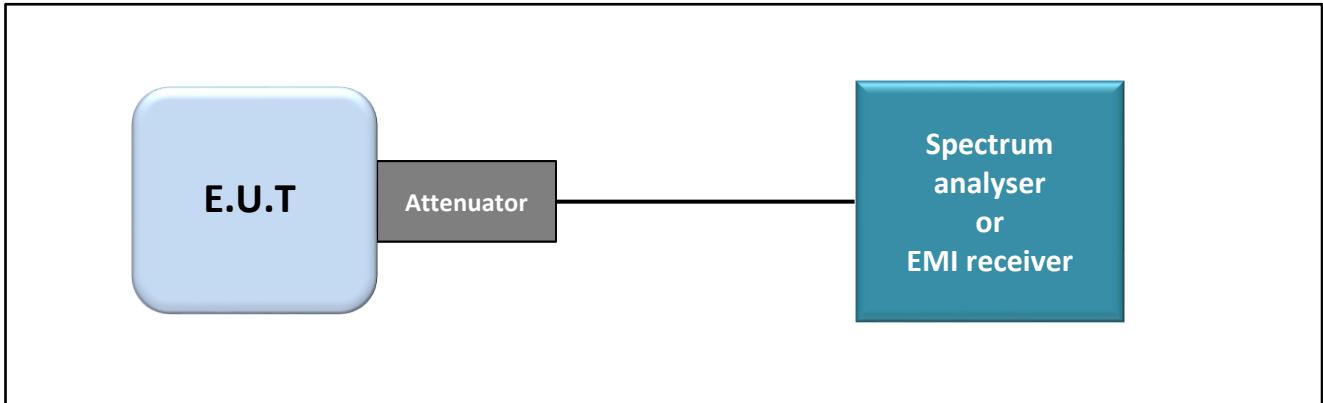 E.U.T
Attenuator
Spectrum
analyser
or
EMI receiver